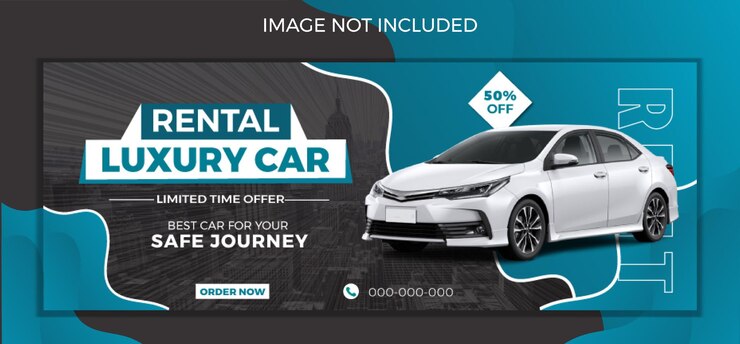 IMAGE NOT INCLUDED
RENTAL
LUXURY CAR
LIMITED TIME OFFER
BEST CAR FOR YOUR
SAFE JOURNEY
ORDER NOW
000-000-000
50%
OFF
RENT